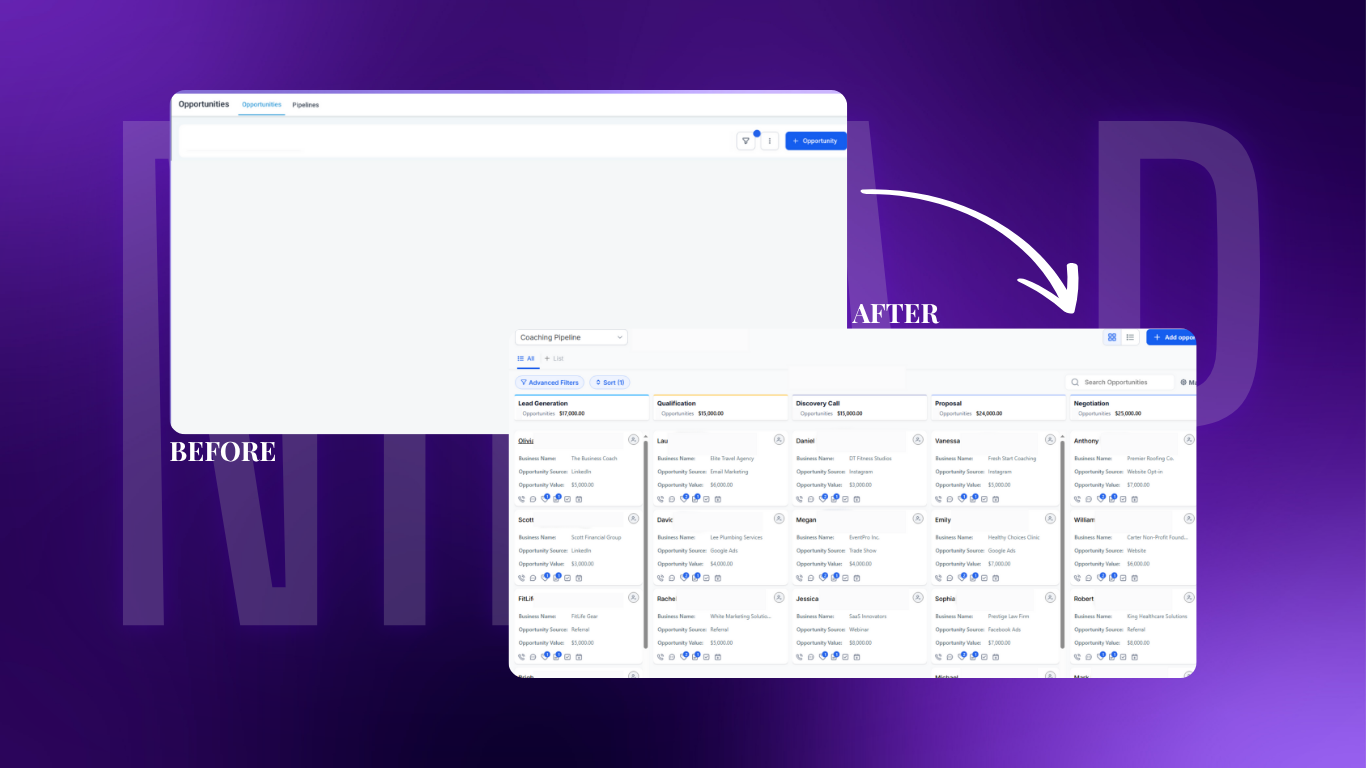 Opportunities Opportunities Pipelines
+ Opportunity
BEFORE
AFTER
Coaching Pipeline
+ Add oppo
All + List
Advanced Filters Sort (1)
Search Opportunities
Lead Generation Qualification Discovery Call Proposal Negotiation
Opportunities $17,000.00 Opportunities $15,000.00 Opportunities $15,000.00 Opportunities $24,000.00 Opportunities $25,000.00
Olivia Lau Daniel Vanessa Anthony
Business Name: The Business Coach Business Name: Elite Travel Agency Business Name: DT Fitness Studios Business Name: Fresh Start Coaching Business Name: Premier Roofing Co.
Opportunity Source: LinkedIn Opportunity Source: Email Marketing Opportunity Source: Instagram Opportunity Source: Instagram Opportunity Source: Website Opt-in
Opportunity Value: $5,000.00 Opportunity Value: $6,000.00 Opportunity Value: $3,000.00 Opportunity Value: $5,000.00 Opportunity Value: $7,000.00
Scott Davic Megan Emily William
Business Name: Scott Financial Group Business Name: Lee Plumbing Services Business Name: EventPro Inc. Business Name: Healthy Choices Clinic Business Name: Carter Non-Profit Found...
Opportunity Source: LinkedIn Opportunity Source: Google Ads Opportunity Source: Trade Show Opportunity Source: Google Ads Opportunity Source: Website
Opportunity Value: $3,000.00 Opportunity Value: $4,000.00 Opportunity Value: $4,000.00 Opportunity Value: $7,000.00 Opportunity Value: $6,000.00
FitLif Rachel Jessica Sophia Robert
Business Name: FitLife Gear Business Name: White Marketing Solutio... Business Name: SaaS Innovators Business Name: Prestige Law Firm Business Name: King Healthcare Solutions
Opportunity Source: Referral Opportunity Source: Referral Opportunity Source: Webinar Opportunity Source: Facebook Ads Opportunity Source: Referral
Opportunity Value: $5,000.00 Opportunity Value: $5,000.00 Opportunity Value: $8,000.00 Opportunity Value: $7,000.00 Opportunity Value: $8,000.00